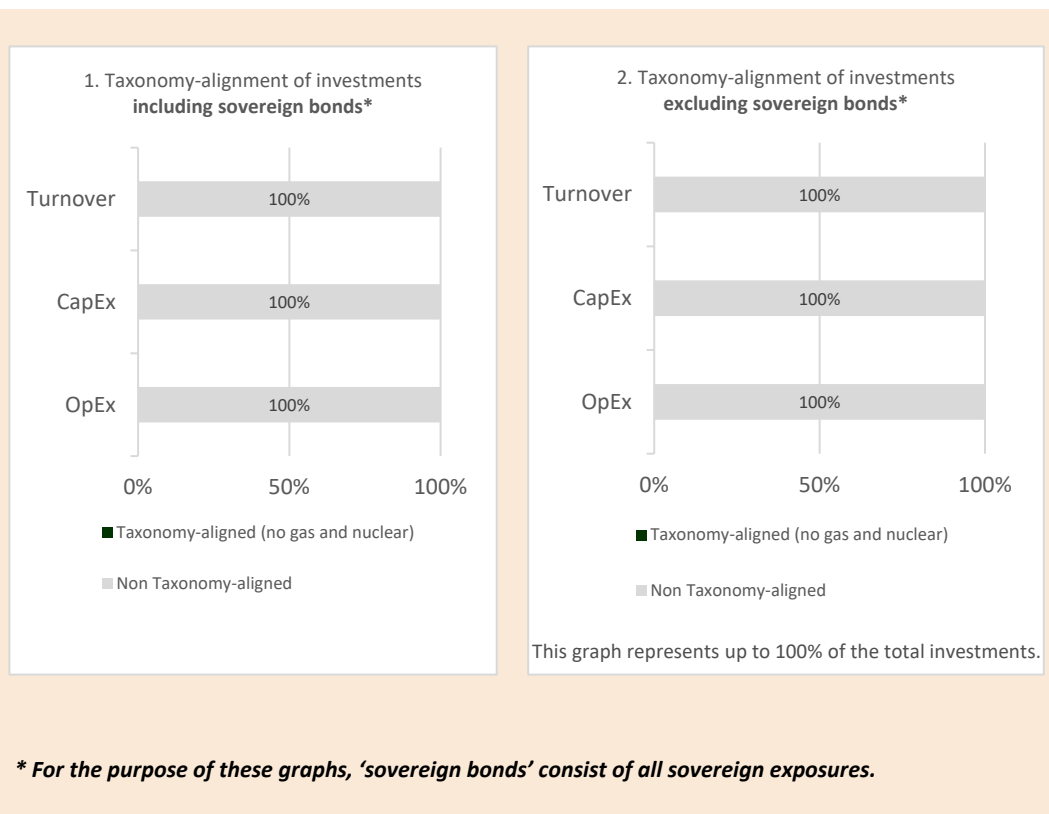 1. Taxonomy-alignment of investments
including sovereign bonds*
Turnover
100%
CapEx
100%
OpEx
100%
0%
50%
100%
Taxonomy-aligned (no gas and nuclear)
Non Taxonomy-aligned
2. Taxonomy-alignment of investments
excluding sovereign bonds*
Turnover
100%
CapEx
100%
OpEx
100%
0%
50%
100%
Taxonomy-aligned (no gas and nuclear)
Non Taxonomy-aligned
This graph represents up to 100% of the total investments.
* For the purpose of these graphs, ‘sovereign bonds’ consist of all sovereign exposures.